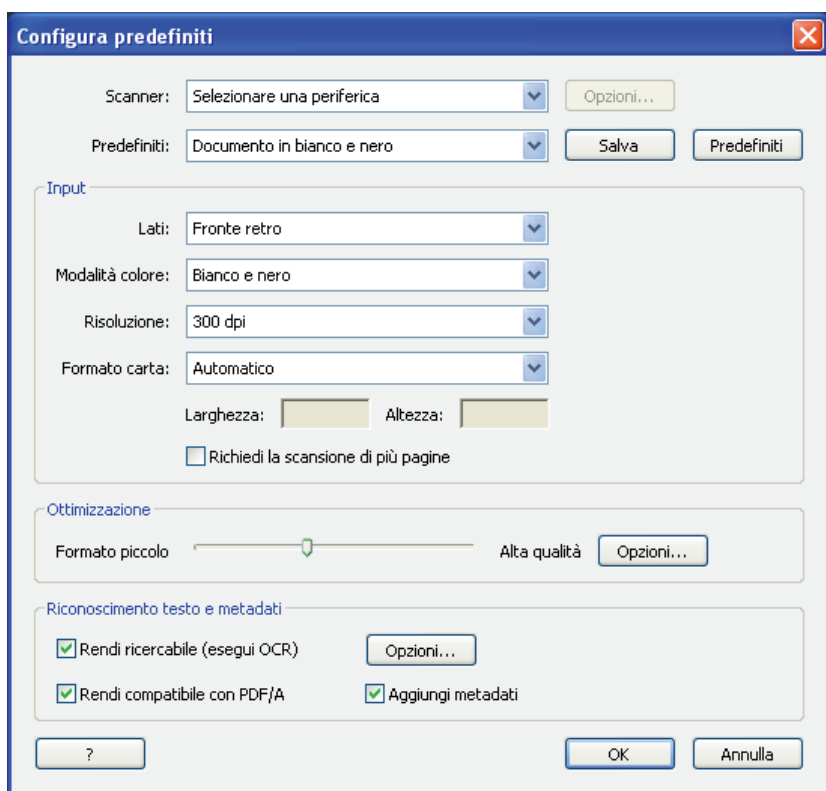 Configura predefiniti
Scanner: Selezionare una periferica Opzioni...
Predefiniti: Documento in bianco e nero Salva Predefiniti
Input
Lati: Fronte retro
Modalità colore: Bianco e nero
Risoluzione: 300 dpi
Formato carta: Automatico
Larghezza: Altezza:
Richiedi la scansione di più pagine
Ottimizzazione
Formato piccolo Alta qualità Opzioni...
Riconoscimento testo e metadati
Rendi ricercabile (esegui OCR) Opzioni...
Rendi compatibile con PDF/A Aggiungi metadati
? OK Annulla